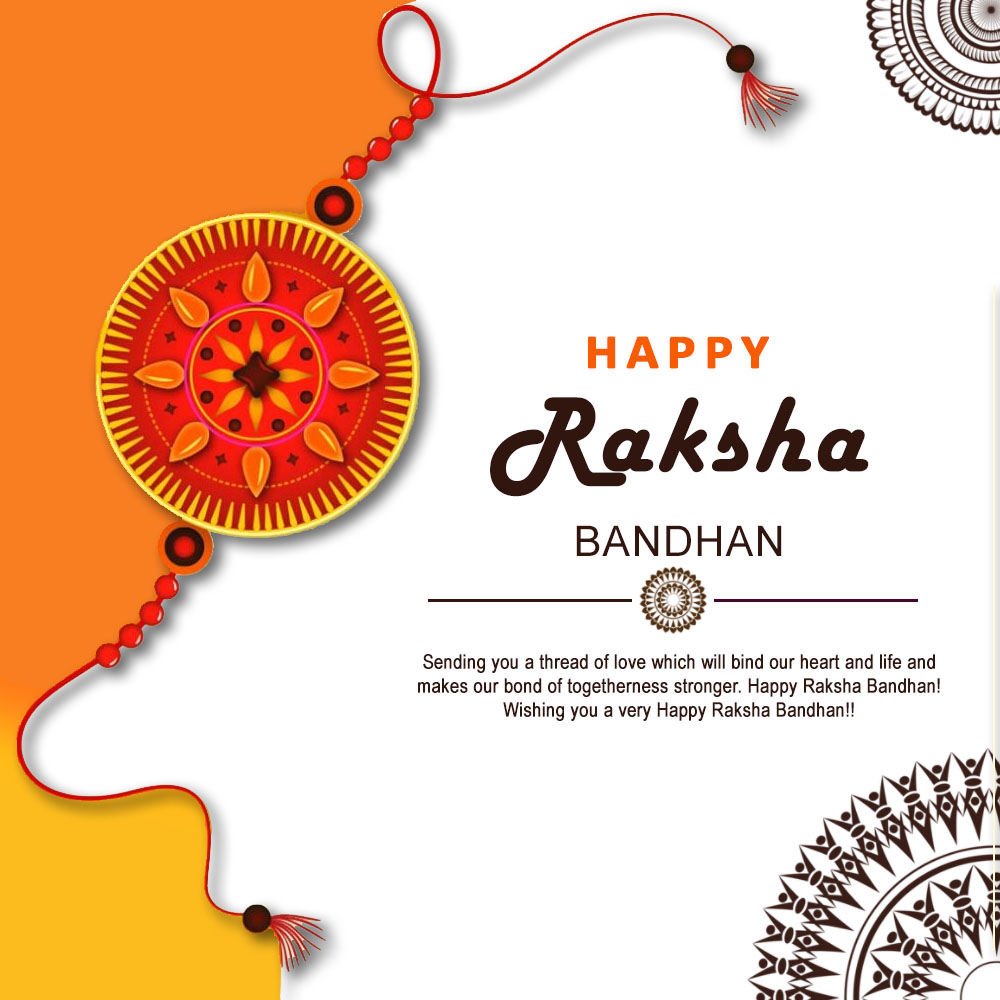 HAPPY
Raksha
BANDHAN
Sending you a thread of love which will bind our heart and life and
makes our bond of togetherness stronger. Happy Raksha Bandhan!
Wishing you a very Happy Raksha Bandhan!!